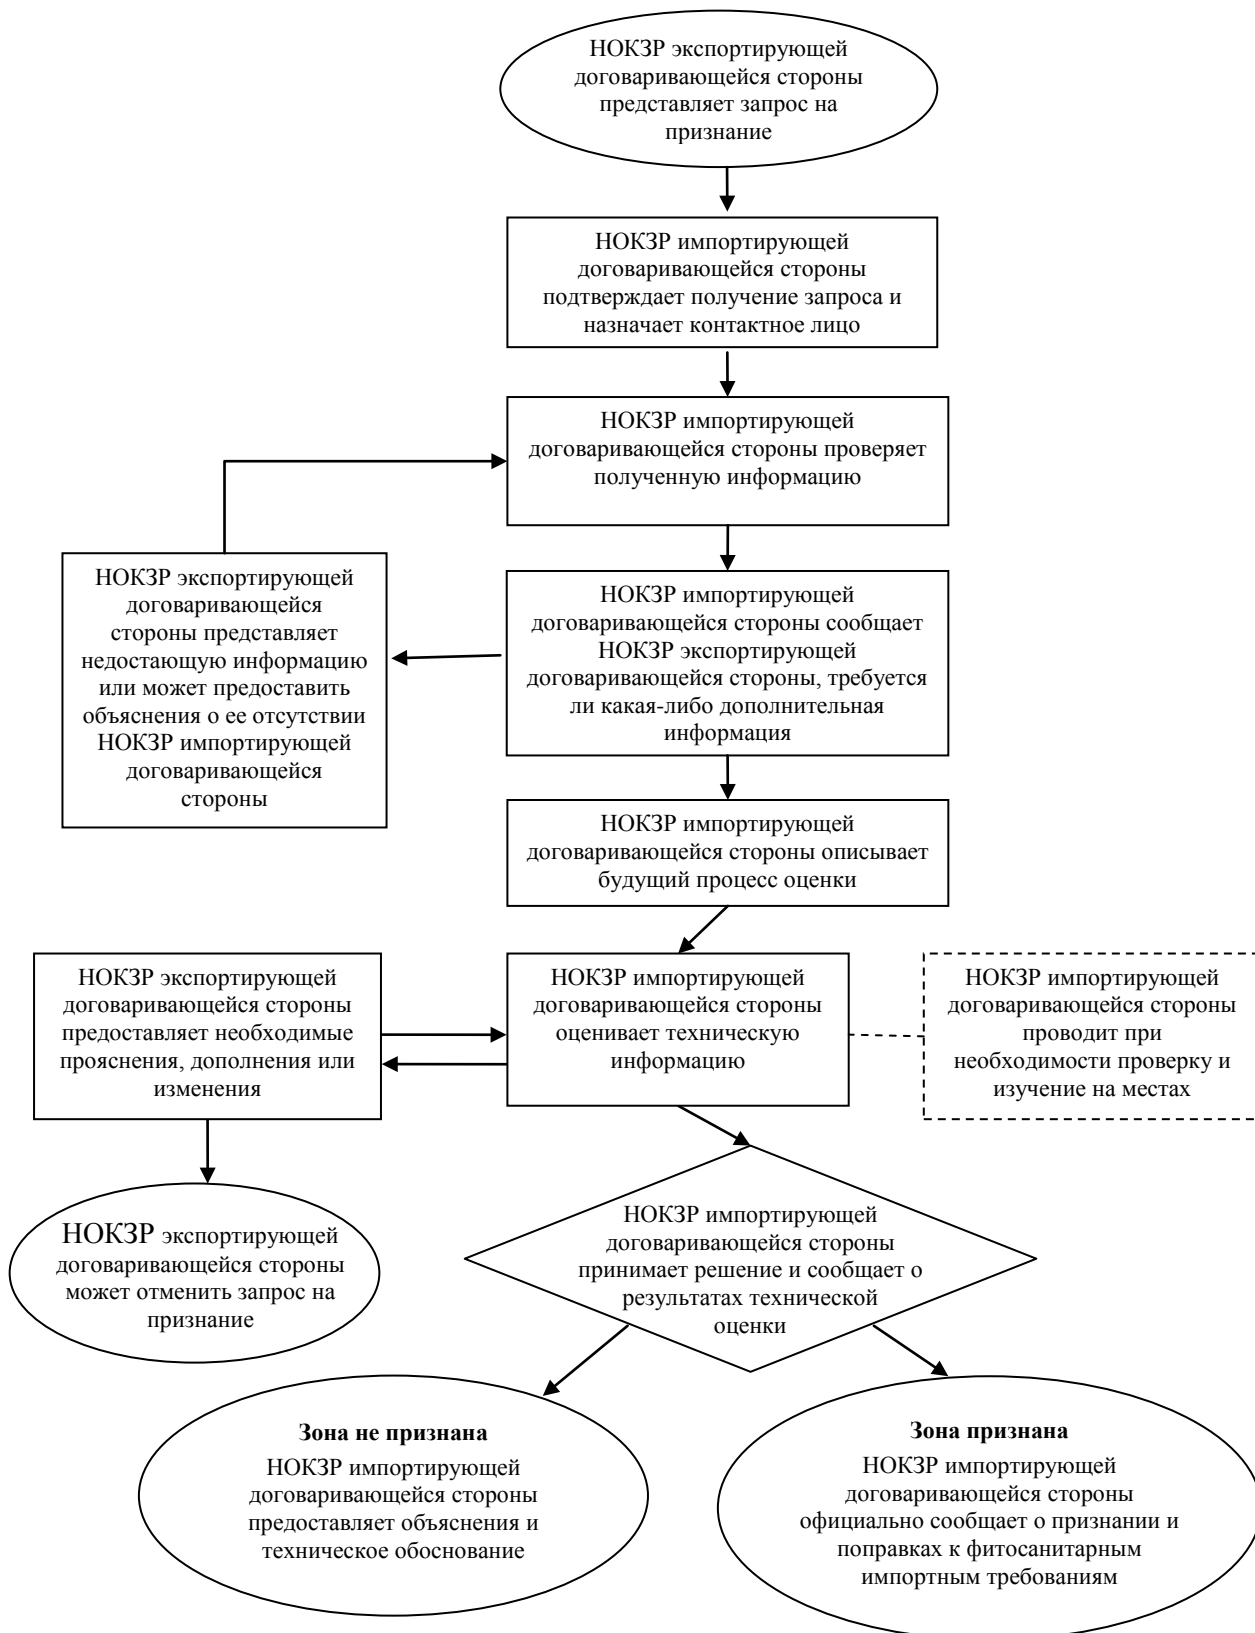 НОКЗР экспортирующей
договаривающейся стороны
представляет запрос на
признание
НОКЗР импортирующей
договаривающейся стороны
подтверждает получение запроса и
назначает контактное лицо
НОКЗР импортирующей
договаривающейся стороны проверяет
полученную информацию
НОКЗР экспортирующей
договаривающейся
стороны представляет
недостающую информацию
или может предоставить
объяснения о ее отсутствии
НОКЗР импортирующей
договаривающейся
стороны
НОКЗР импортирующей
договаривающейся стороны сообщает
НОКЗР экспортирующей
договаривающейся стороны, требуется
ли какая-либо дополнительная
информация
НОКЗР импортирующей
договаривающейся стороны описывает
будущий процесс оценки
НОКЗР экспортирующей
договаривающейся стороны
предоставляет необходимые
прояснения, дополнения или
изменения
НОКЗР импортирующей
договаривающейся стороны
оценивает техническую
информацию
НОКЗР импортирующей
договаривающейся стороны
проводит при
необходимости проверку и
изучение на местах
НОКЗР экспортирующей
договаривающейся стороны
может отменить запрос на
признание
НОКЗР импортирующей
договаривающейся стороны
принимает решение и сообщает о
результатах технической
оценки
Зона не признана
НОКЗР импортирующей
договаривающейся стороны
предоставляет объяснения и
техническое обоснование
Зона признана
НОКЗР импортирующей
договаривающейся стороны
официально сообщает о признании и
поправках к фитосанитарным
импортным требованиям